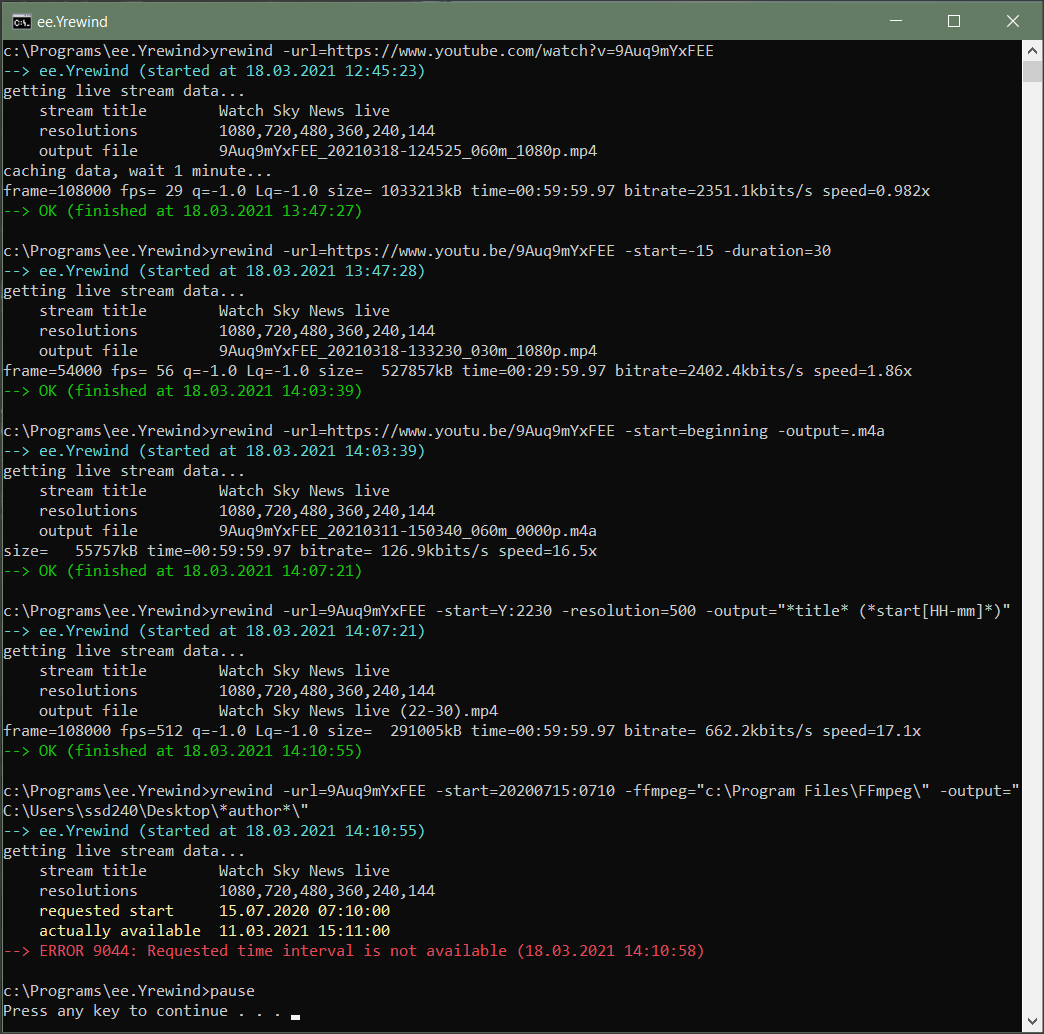 ee.Yrewind
c:\Programs\ee.Yrewind>yrewind -url=https://www.youtube.com/watch?v=9Auq9mYxFEE
--> ee.Yrewind (started at 18.03.2021 12:45:23)
getting live stream data...
stream title Watch Sky News live
resolutions 1080,720,480,360,240,144
output file 9Auq9mYxFEE_20210318-124525_060m_1080p.mp4
caching data, wait 1 minute...
frame=108000 fps= 29 q=-1.0 Lq=-1.0 size= 1033213kB time=00:59:59.97 bitrate=2351.1kbits/s speed=0.982x
--> OK (finished at 18.03.2021 13:47:27)
c:\Programs\ee.Yrewind>yrewind -url=https://www.youtu.be/9Auq9mYxFEE -start=-15 -duration=30
--> ee.Yrewind (started at 18.03.2021 13:47:28)
getting live stream data...
stream title Watch Sky News live
resolutions 1080,720,480,360,240,144
output file 9Auq9mYxFEE_20210318-133230_030m_1080p.mp4
frame=54000 fps= 56 q=-1.0 Lq=-1.0 size=  527857kB time=00:29:59.97 bitrate=2402.4kbits/s speed=1.86x
--> OK (finished at 18.03.2021 14:03:39)
c:\Programs\ee.Yrewind>yrewind -url=https://www.youtu.be/9Auq9mYxFEE -start=beginning -output=.m4a
--> ee.Yrewind (started at 18.03.2021 14:03:39)
getting live stream data...
stream title Watch Sky News live
resolutions 1080,720,480,360,240,144
output file 9Auq9mYxFEE_20210311-150340_060m_0000p.m4a
size=   55757kB time=00:59:59.97 bitrate= 126.9kbits/s speed=16.5x
--> OK (finished at 18.03.2021 14:07:21)
c:\Programs\ee.Yrewind>yrewind -url=9Auq9mYxFEE -start=Y:2230 -resolution=500 -output="*title* (*start[HH-mm]*)"
--> ee.Yrewind (started at 18.03.2021 14:07:21)
getting live stream data...
stream title Watch Sky News live
resolutions 1080,720,480,360,240,144
output file Watch Sky News live (22-30).mp4
frame=108000 fps=512 q=-1.0 Lq=-1.0 size=  291005kB time=00:59:59.97 bitrate= 662.2kbits/s speed=17.1x
--> OK (finished at 18.03.2021 14:10:55)
c:\Programs\ee.Yrewind>yrewind -url=9Auq9mYxFEE -start=20200715:0710 -ffmpeg="c:\Program Files\FFmpeg\" -output="
C:\Users\ssd240\Desktop\*author*\"
--> ee.Yrewind (started at 18.03.2021 14:10:55)
getting live stream data...
stream title Watch Sky News live
resolutions 1080,720,480,360,240,144
requested start 15.07.2020 07:10:00
actually available 11.03.2021 15:11:00
--> ERROR 9044: Requested time interval is not available (18.03.2021 14:10:58)
c:\Programs\ee.Yrewind>pause
Press any key to continue . . .